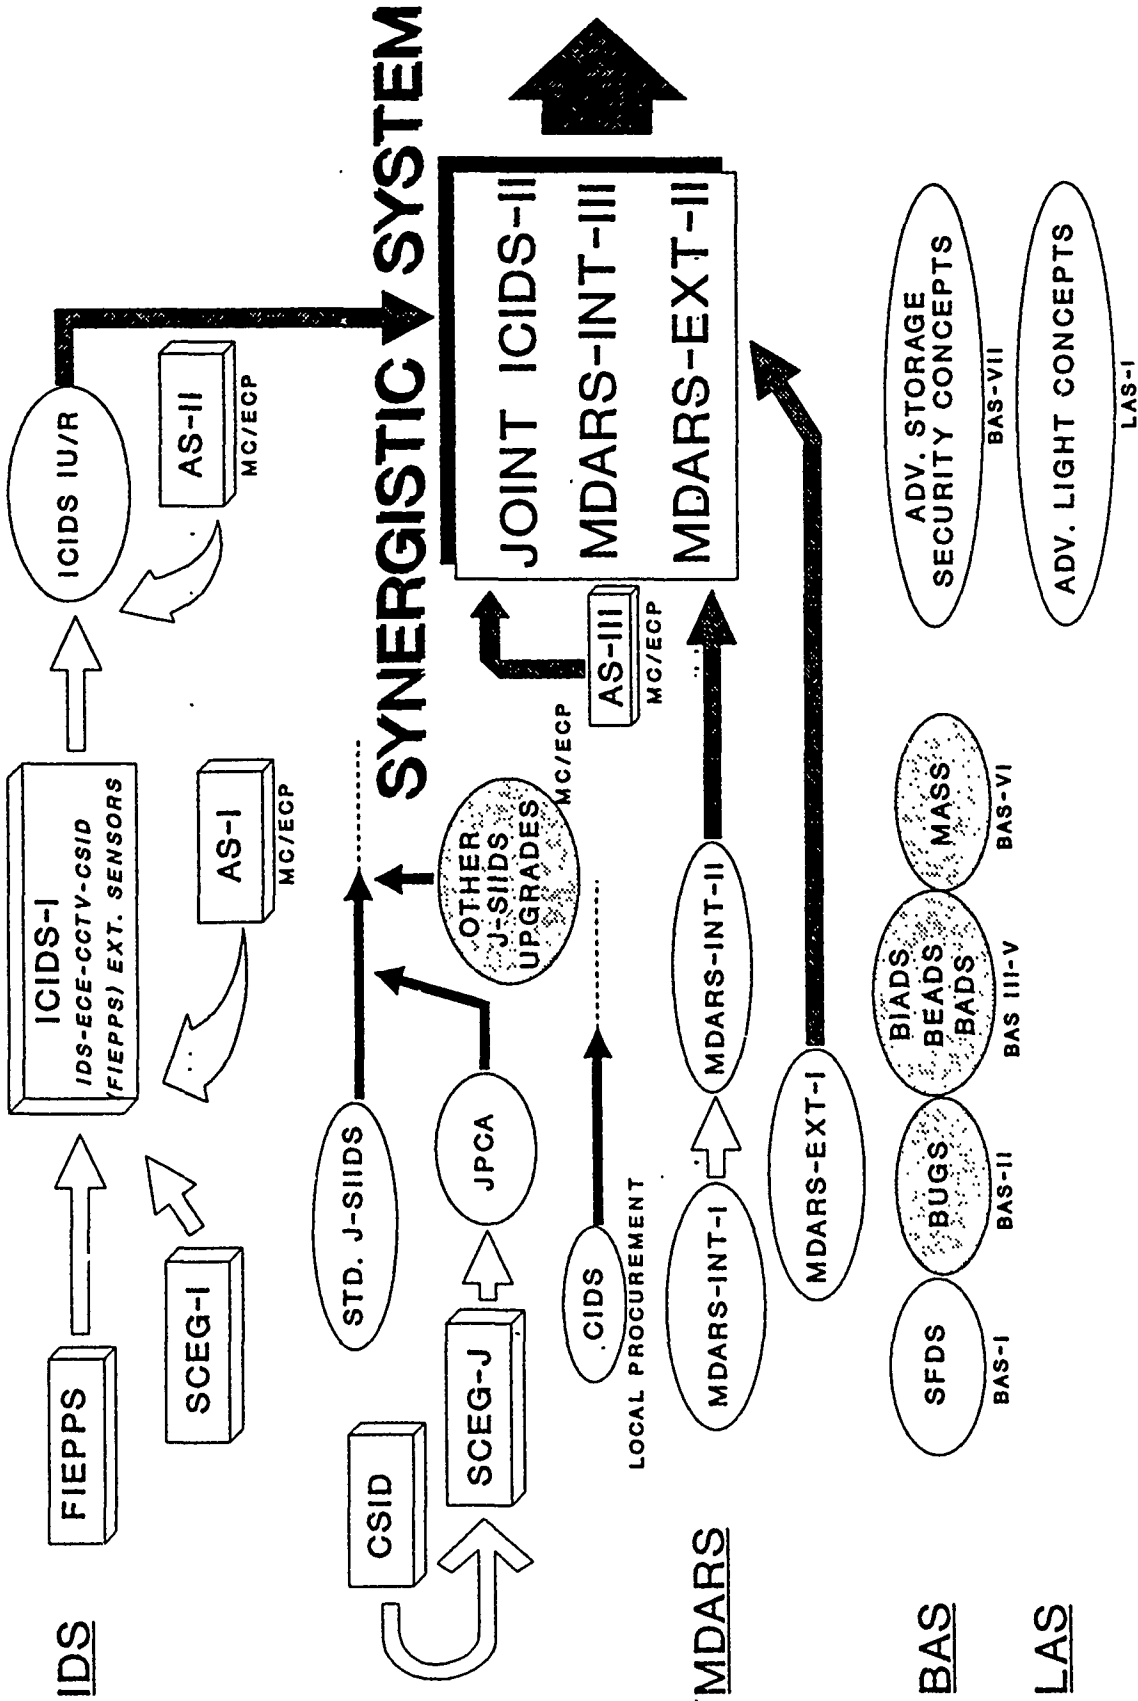 IDS
FIEPPS
SCEG-I
ICIDS-I
IDS-ECE-CCTV-CSID
(FIEPPS) EXT. SENSORS
AS-I
MC/ECP
ICIDS IU/R
AS-II
MC/ECP
CSID
SCEG-J
STD. J-SIIDS
JPCA
OTHER
J-SIIDS
UPGRADES
MC/ECP
CIDS
LOCAL PROCUREMENT
SYNERGISTIC SYSTEM
AS-III
MC/ECP
JOINT ICIDS-II
MDARS-INT-III
MDARS-EXT-II
MDARS
MDARS-INT-I
MDARS-INT-II
MDARS-EXT-I
BAS
SFDS
BAS-I
BUGS
BAS-II
BIADS
BEADS
BADS
BAS III-V
MASS
BAS-VI
ADV. STORAGE
SECURITY CONCEPTS
BAS-VII
LAS
ADV. LIGHT CONCEPTS
LAS-I